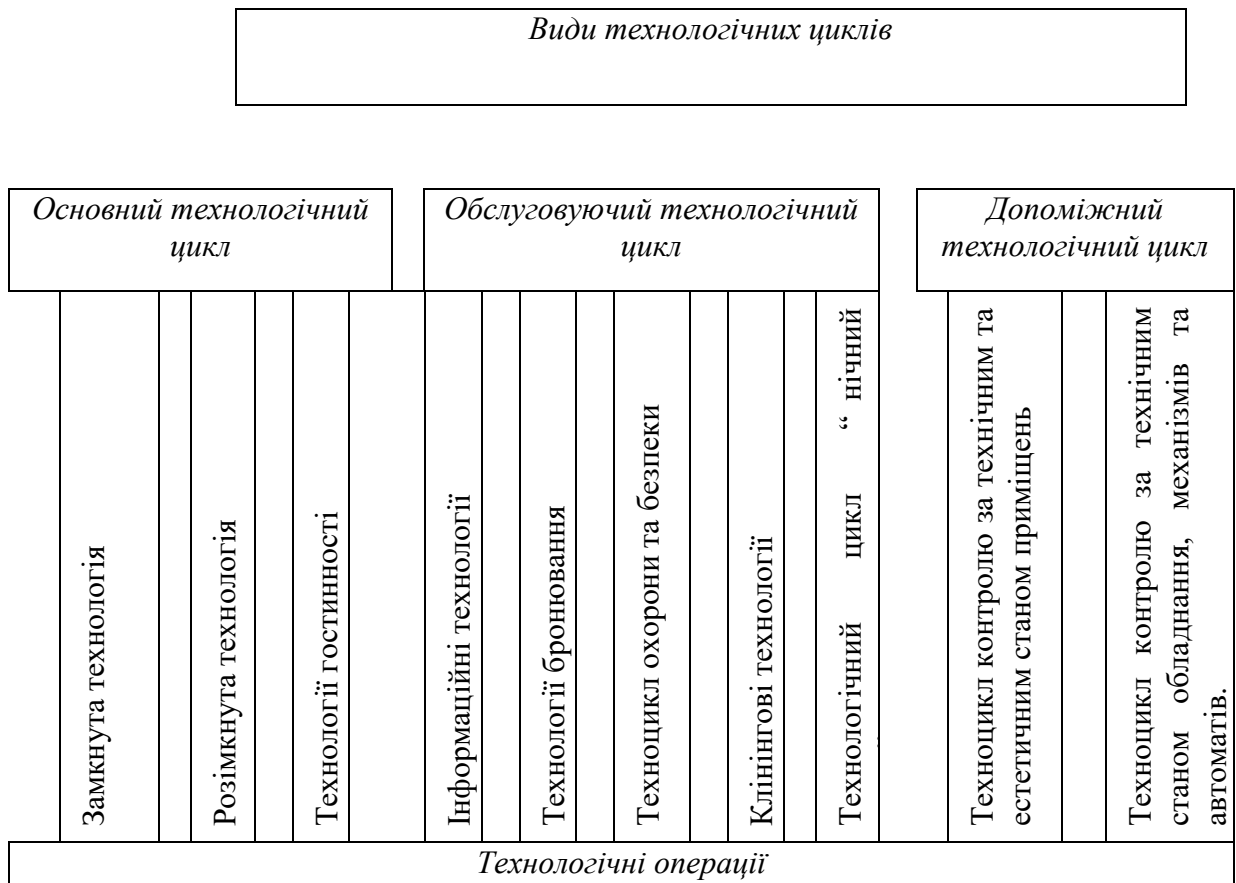 Види технологічних циклів
Основний технологічний
цикл
Обслуговуючий технологічний
цикл
Допоміжний
технологічний цикл
Замкнута технологія
Розімкнута технологія
Технології гостинності
Інформаційні технології
Технології бронювання
Техноцикл охорони та безпеки
Клінінгові технології
Технологічний цикл “ нічний
Техноцикл контролю за технічним та
естетичним станом приміщень
Техноцикл контролю за технічним
станом обладнання, механізмів та
автоматів.
Технологічні операції